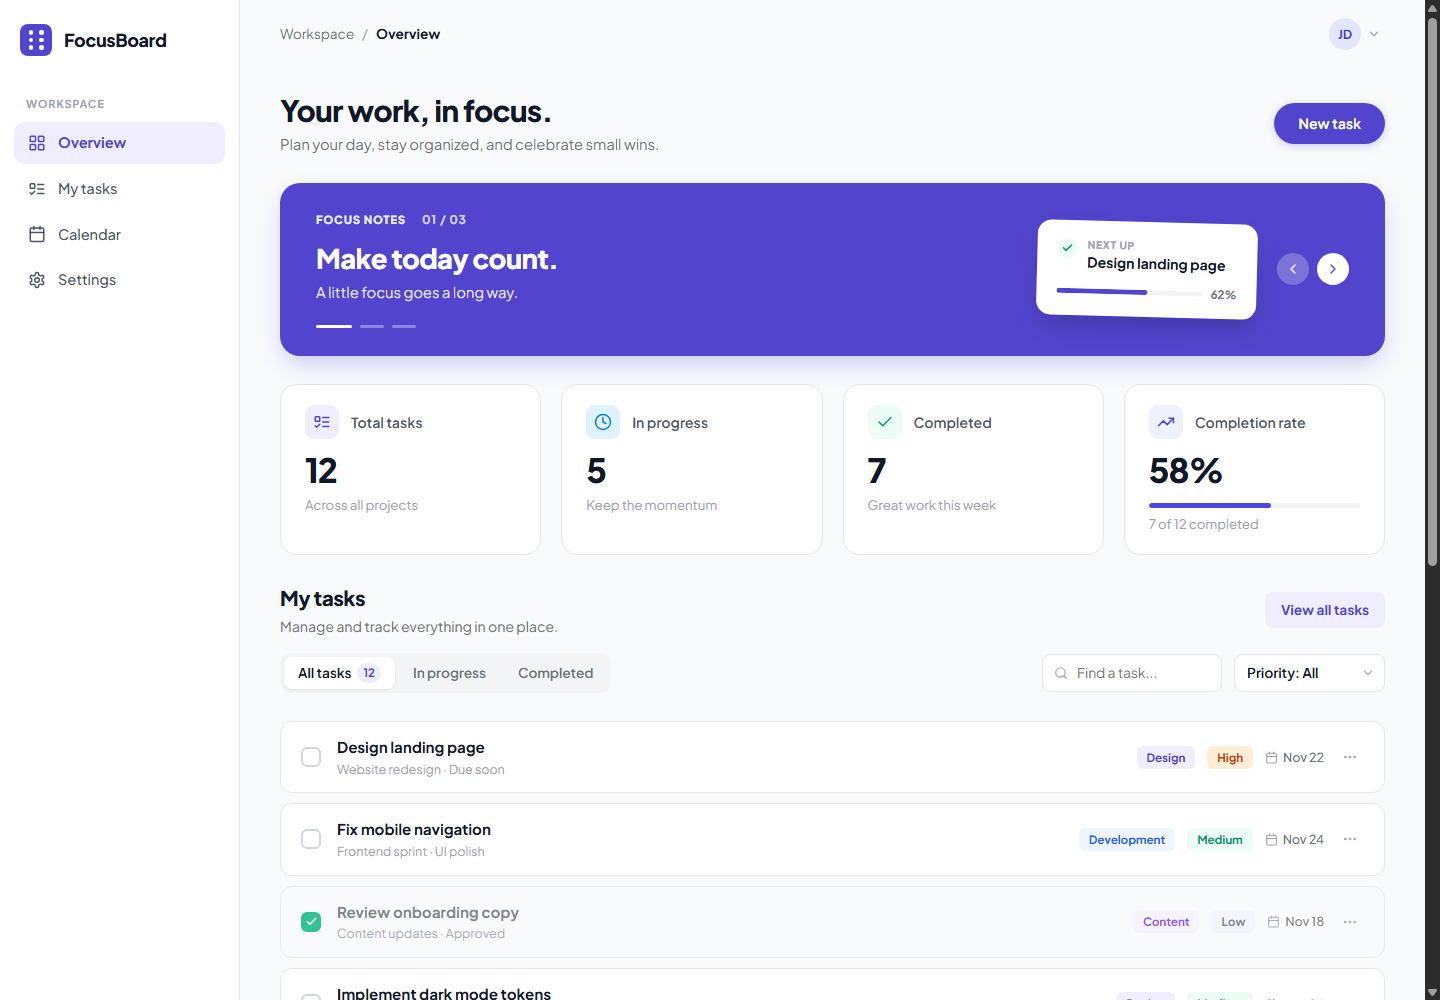 FocusBoard
WORKSPACE
Overview
My tasks
Calendar
Settings
Workspace / Overview
JD
Your work, in focus.
Plan your day, stay organized, and celebrate small wins.
New task
FOCUS NOTES 01 / 03
Make today count.
A little focus goes a long way.
NEXT UP
Design landing page
62%
Total tasks
12
Across all projects
In progress
5
Keep the momentum
Completed
7
Great work this week
Completion rate
58%
7 of 12 completed
My tasks
Manage and track everything in one place.
View all tasks
All tasks 12 In progress Completed
Find a task...
Priority: All
Design landing page
Website redesign · Due soon
Design High Nov 22
Fix mobile navigation
Frontend sprint · UI polish
Development Medium Nov 24
Review onboarding copy
Content updates · Approved
Content Low Nov 18
Implement dark mode tokens